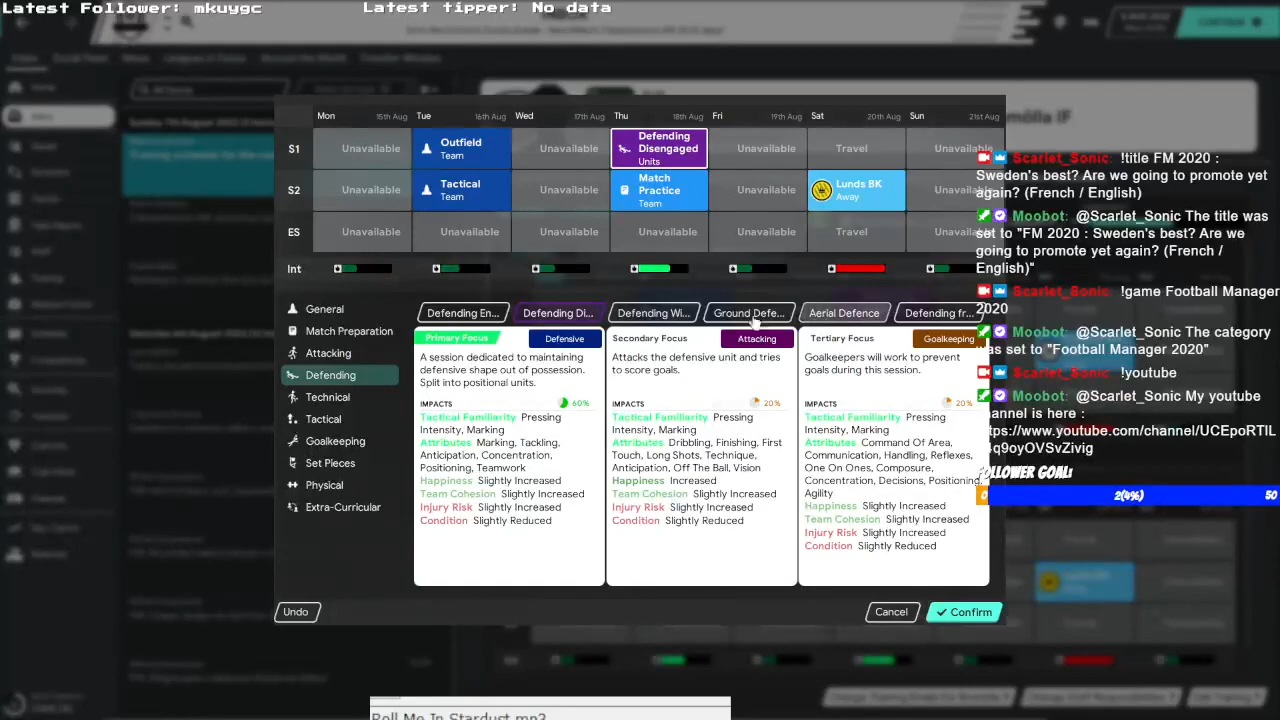 Latest Follower: mkuygc
Latest tipper: No data
Mon 15th Aug Tue 16th Aug Wed 17th Aug Thu 18th Aug Fri 19th Aug Sat 20th Aug Sun 21st Aug
S1 Unavailable Outfield Team Unavailable Defending Disengaged Units Unavailable Travel Unavailable
S2 Unavailable Tactical Team Unavailable Match Practice Team Unavailable Lunds BK Away Unavailable
ES Unavailable Unavailable Unavailable Unavailable Unavailable Travel Unavailable
Int
General
Match Preparation
Attacking
Defending
Technical
Tactical
Goalkeeping
Set Pieces
Physical
Extra-Curricular
Defending En...
Defending Di...
Defending Wi...
Ground Defe...
Aerial Defence
Defending fr...
Primary Focus Defensive
A session dedicated to maintaining
defensive shape out of possession.
Split into positional units.
IMPACTS 60%
Tactical Familiarity Pressing
Intensity, Marking
Attributes Marking, Tackling,
Anticipation, Concentration,
Positioning, Teamwork
Happiness Slightly Increased
Team Cohesion Slightly Increased
Injury Risk Slightly Increased
Condition Slightly Reduced
Secondary Focus Attacking
Attacks the defensive unit and tries
to score goals.
IMPACTS 20%
Tactical Familiarity Pressing
Intensity, Marking
Attributes Dribbling, Finishing, First
Touch, Long Shots, Technique,
Anticipation, Off The Ball, Vision
Happiness Increased
Team Cohesion Slightly Increased
Injury Risk Slightly Increased
Condition Slightly Reduced
Tertiary Focus Goalkeeping
Goalkeepers will work to prevent
goals during this session.
IMPACTS 20%
Tactical Familiarity Pressing
Intensity, Marking
Attributes Command Of Area,
Communication, Handling, Reflexes,
One On Ones, Composure,
Concentration, Decisions, Positioning,
Agility
Happiness Slightly Increased
Team Cohesion Slightly Increased
Injury Risk Slightly Increased
Condition Slightly Reduced
Undo
Cancel
Confirm
Scarlet_Sonic: !title FM 2020 :
Sweden's best? Are we going to promote yet
again? (French / English)
Moobot: @Scarlet_Sonic The title was
set to "FM 2020 : Sweden's best? Are we
going to promote yet again? (French /
English)"
Scarlet_Sonic: !game Football Manager
2020
Moobot: @Scarlet_Sonic The category
was set to "Football Manager 2020"
Scarlet_Sonic: !youtube
Moobot: @Scarlet_Sonic My youtube
channel is here :
FOLLOWER GOAL:
0 2(4%) 50
Roll Me In Stardust.mp3